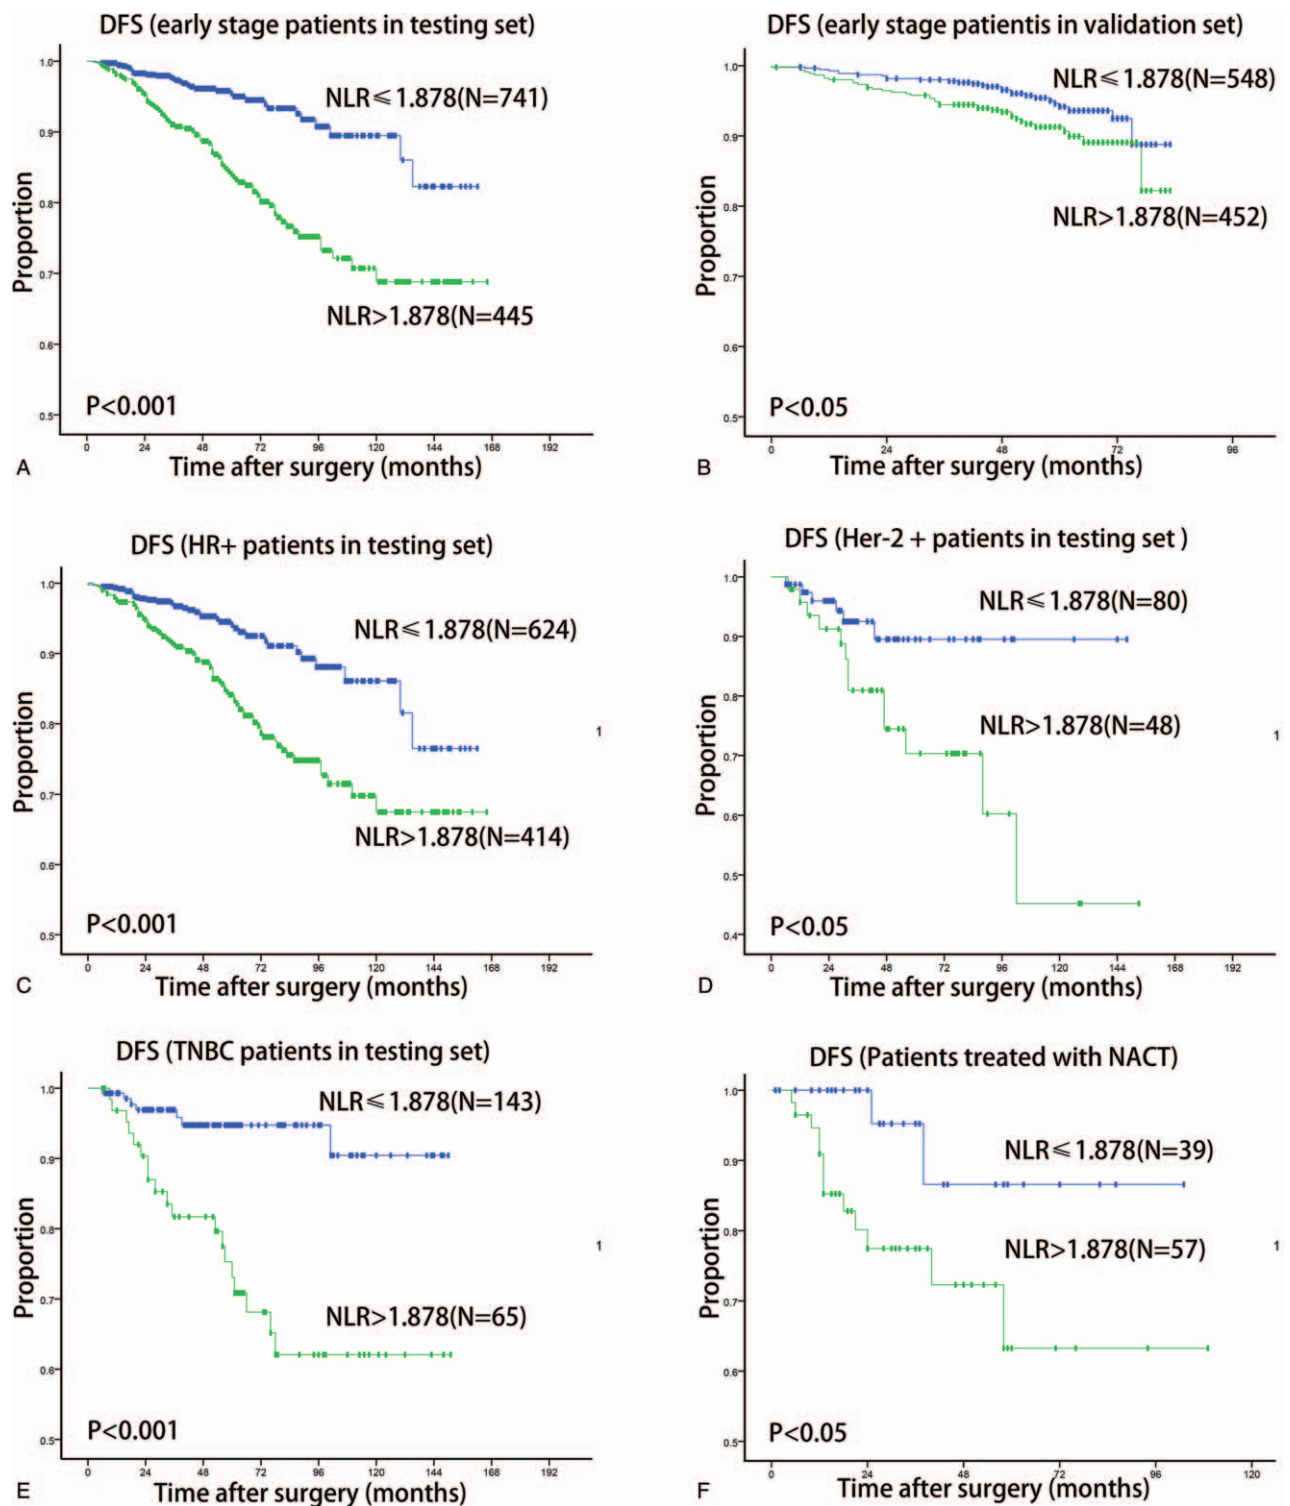 DFS (early stage patients in testing set)
1.0
0.9
0.8
0.7
0.6
0.5
Proportion
NLR⩽1.878(N=741)
NLR>1.878(N=445
P<0.001
0 24 48 72 96 120 144 168 192
A
Time after surgery (months)
DFS (early stage patientis in validation set)
1.0
0.9
0.8
0.7
0.6
0.5
Proportion
NLR⩽1.878(N=548)
NLR>1.878(N=452)
P<0.05
0 24 48 72 96
B
Time after surgery (months)
DFS (HR+ patients in testing set)
1.0
0.9
0.8
0.7
0.6
0.5
Proportion
NLR⩽1.878(N=624)
1
NLR>1.878(N=414)
P<0.001
0 24 48 72 96 120 144 168 192
C
Time after surgery (months)
DFS (Her-2 + patients in testing set )
1.0
0.9
0.8
0.7
0.6
0.5
0.4
Proportion
NLR⩽1.878(N=80)
NLR>1.878(N=48)
1
P<0.05
0 24 48 72 96 120 144 168 192
D
Time after surgery (months)
DFS (TNBC patients in testing set)
1.0
0.9
0.8
0.7
0.6
0.5
Proportion
NLR⩽1.878(N=143)
1
NLR>1.878(N=65)
P<0.001
0 24 48 72 96 120 144 168 192
E
Time after surgery (months)
DFS (Patients treated with NACT)
1.0
0.9
0.8
0.7
0.6
0.5
Proportion
NLR⩽1.878(N=39)
NLR>1.878(N=57)
1
P<0.05
0 24 48 72 96 120
F
Time after surgery (months)